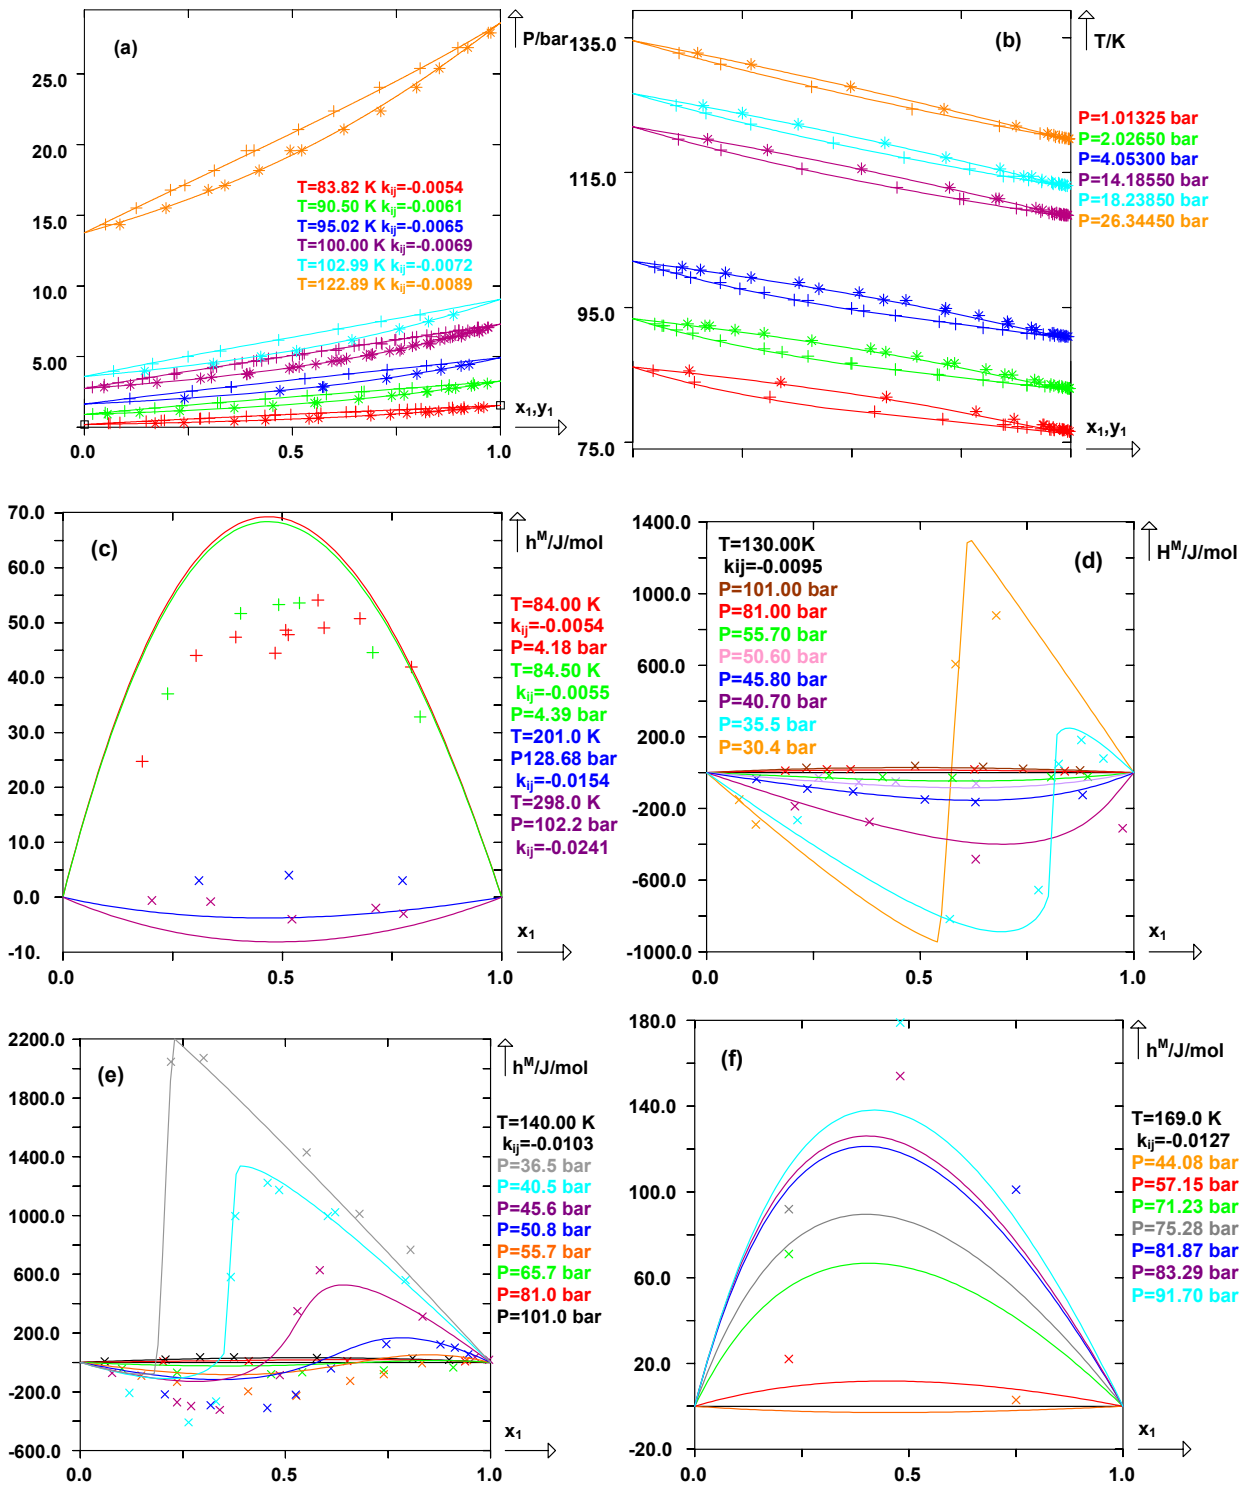 (a)
P/bar
25.0
20.0
15.0
10.0
5.00
T=83.82 K kij=-0.0054
T=90.50 K kij=-0.0061
T=95.02 K kij=-0.0065
T=100.00 K kij=-0.0069
T=102.99 K kij=-0.0072
T=122.89 K kij=-0.0089
x1,y1
0.0 0.5 1.0
(b)
T/K
135.0
115.0
95.0
75.0
P=1.01325 bar
P=2.02650 bar
P=4.05300 bar
P=14.18550 bar
P=18.23850 bar
P=26.34450 bar
x1,y1
(c)
hM/J/mol
70.0
60.0
50.0
40.0
30.0
20.0
10.0
0.0
-10.
T=84.00 K
kij=-0.0054
P=4.18 bar
T=84.50 K
kij=-0.0055
P=4.39 bar
T=201.0 K
P128.68 bar
kij=-0.0154
T=298.0 K
P=102.2 bar
kij=-0.0241
x1
0.0 0.5 1.0
(d)
HM/J/mol
1400.0
1000.0
600.0
200.0
-200.0
-600.0
-1000.0
T=130.00K
kij=-0.0095
P=101.00 bar
P=81.00 bar
P=55.70 bar
P=50.60 bar
P=45.80 bar
P=40.70 bar
P=35.5 bar
P=30.4 bar
x1
0.0 0.5 1.0
(e)
hM/J/mol
2200.0
1800.0
1400.0
1000.0
600.0
200.0
-200.0
-600.0
T=140.00 K
kij=-0.0103
P=36.5 bar
P=40.5 bar
P=45.6 bar
P=50.8 bar
P=55.7 bar
P=65.7 bar
P=81.0 bar
P=101.0 bar
x1
0.0 0.5 1.0
(f)
hM/J/mol
180.0
140.0
100.0
60.0
20.0
-20.0
T=169.0 K
kij=-0.0127
P=44.08 bar
P=57.15 bar
P=71.23 bar
P=75.28 bar
P=81.87 bar
P=83.29 bar
P=91.70 bar
x1
0.0 0.5 1.0